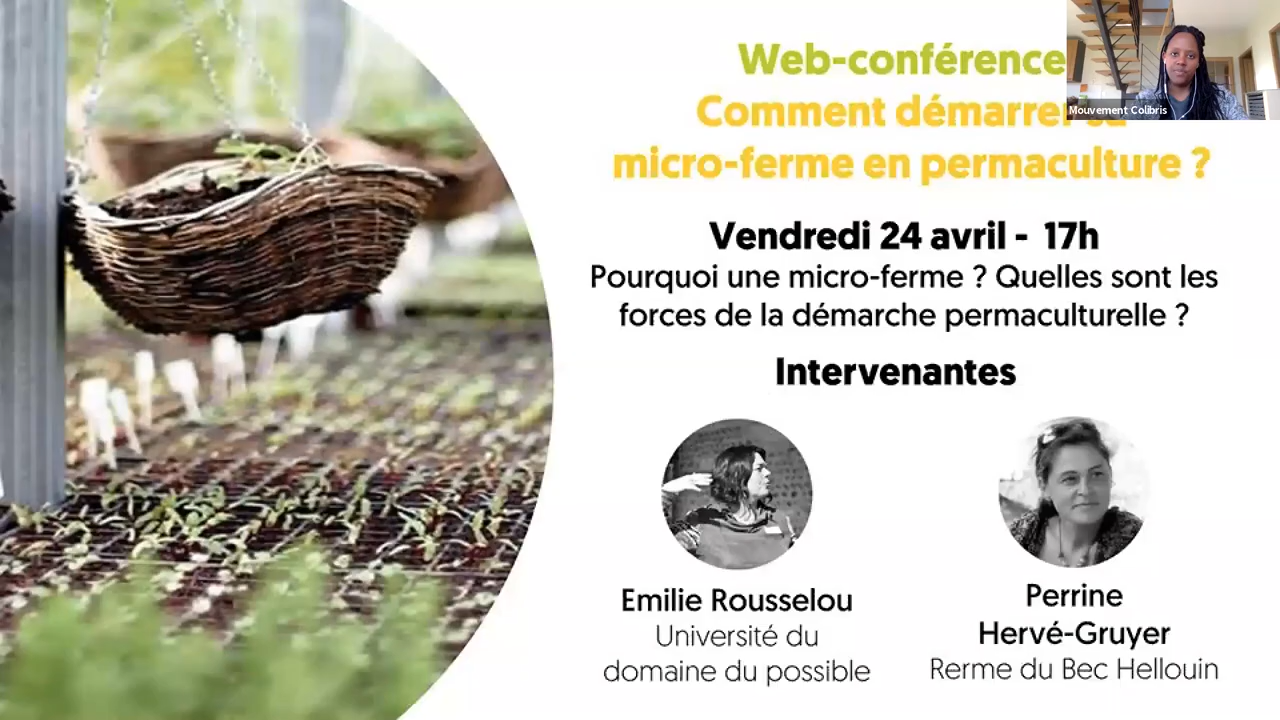 Web-conférence
Mouvement Colibris
Comment démarrer sa
micro-ferme en permaculture ?
Vendredi 24 avril - 17h
Pourquoi une micro-ferme ? Quelles sont les
forces de la démarche permaculturelle ?
Intervenantes
Emilie Rousselou
Université du
domaine du possible
Perrine
Hervé-Gruyer
Rerme du Bec Hellouin